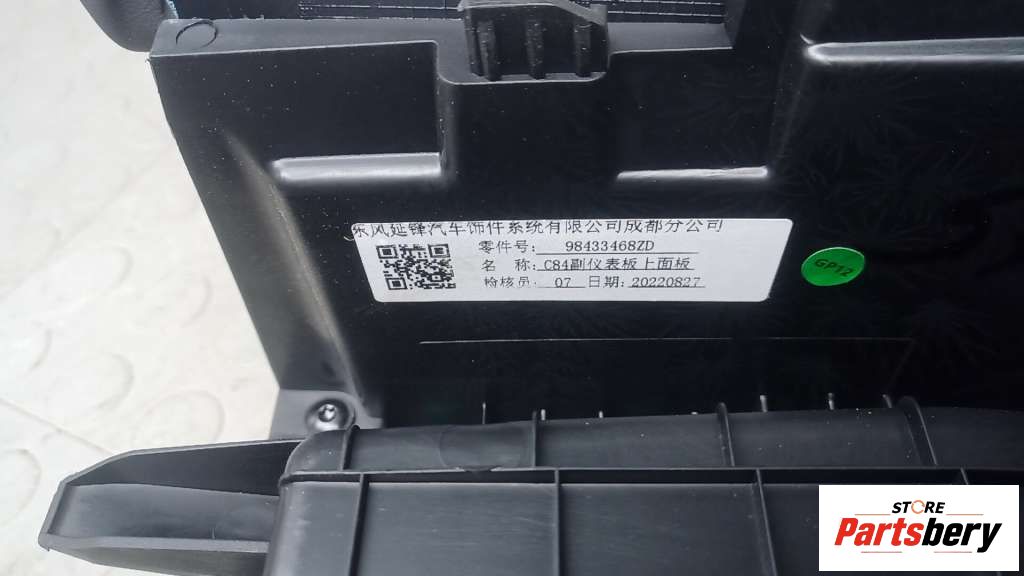 东风延锋汽车饰件系统有限公司成都分公司
零件号: 98433468ZD
名 称: C84副仪表板上面板
检核员: 07 日期: 20220827
GP12
STORE
Partsbery